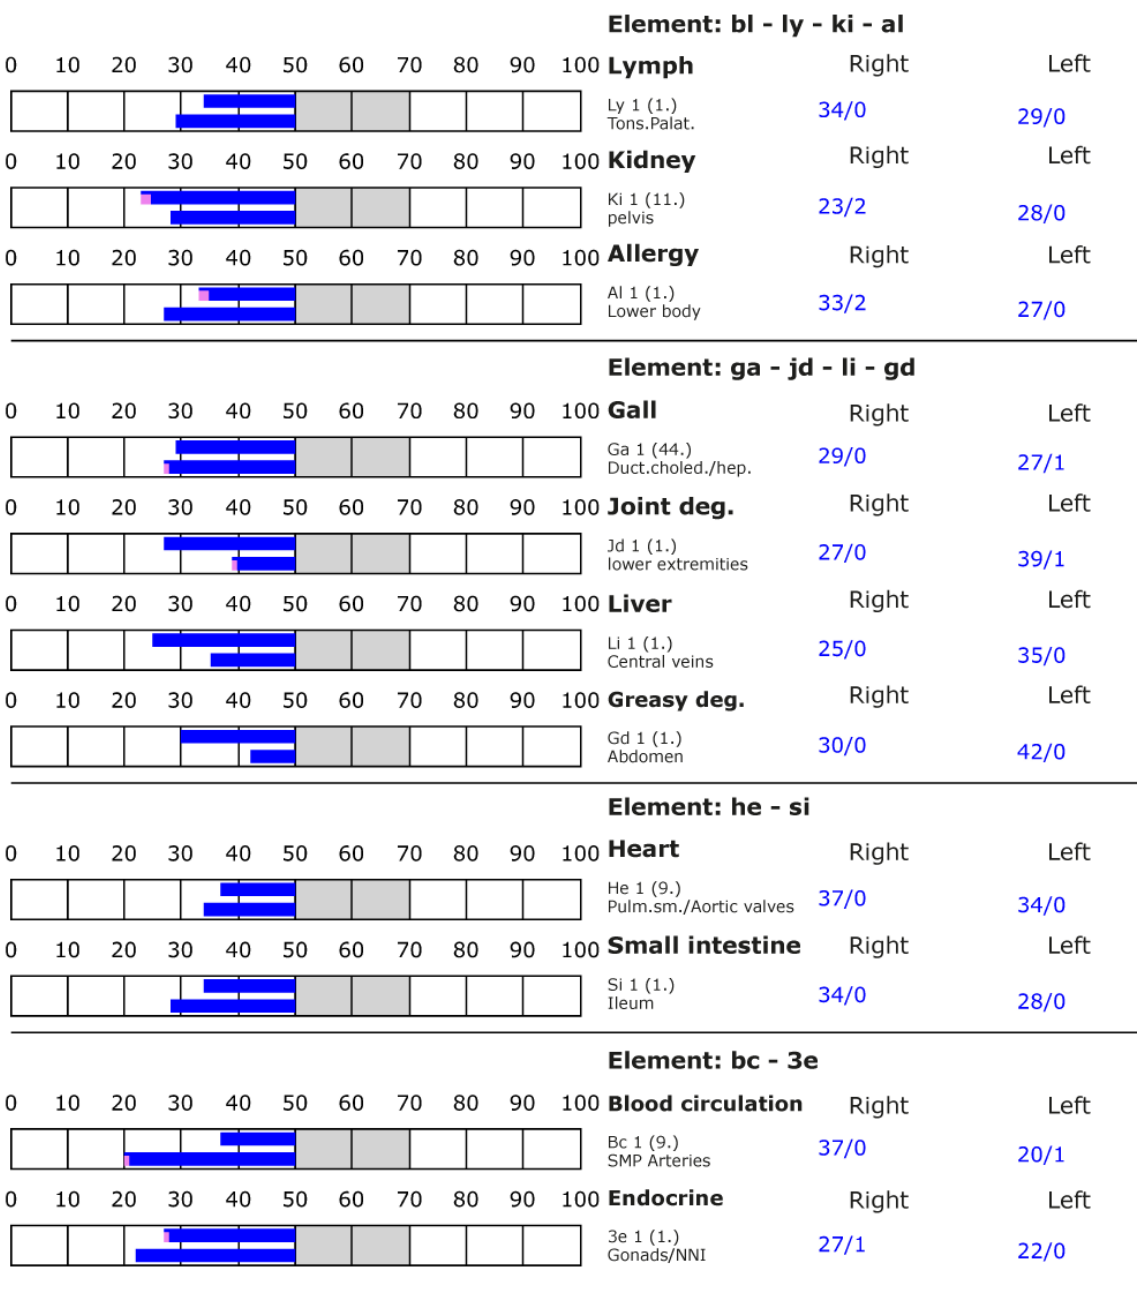 Element: bl - ly - ki - al
0 10 20 30 40 50 60 70 80 90 100 Lymph Right Left
Ly 1 (1.) 34/0 29/0
Tons.Palat.
0 10 20 30 40 50 60 70 80 90 100 Kidney Right Left
Ki 1 (11.) 23/2 28/0
pelvis
0 10 20 30 40 50 60 70 80 90 100 Allergy Right Left
Al 1 (1.) 33/2 27/0
Lower body
Element: ga - jd - li - gd
0 10 20 30 40 50 60 70 80 90 100 Gall Right Left
Ga 1 (44.) 29/0 27/1
Duct.choled./hep.
0 10 20 30 40 50 60 70 80 90 100 Joint deg. Right Left
Jd 1 (1.) 27/0 39/1
lower extremities
0 10 20 30 40 50 60 70 80 90 100 Liver Right Left
Li 1 (1.) 25/0 35/0
Central veins
0 10 20 30 40 50 60 70 80 90 100 Greasy deg. Right Left
Gd 1 (1.) 30/0 42/0
Abdomen
Element: he - si
0 10 20 30 40 50 60 70 80 90 100 Heart Right Left
He 1 (9.) 37/0 34/0
Pulm.sm./Aortic valves
0 10 20 30 40 50 60 70 80 90 100 Small intestine Right Left
Si 1 (1.) 34/0 28/0
Ileum
Element: bc - 3e
0 10 20 30 40 50 60 70 80 90 100 Blood circulation Right Left
Bc 1 (9.) 37/0 20/1
SMP Arteries
0 10 20 30 40 50 60 70 80 90 100 Endocrine Right Left
3e 1 (1.) 27/1 22/0
Gonads/NNI